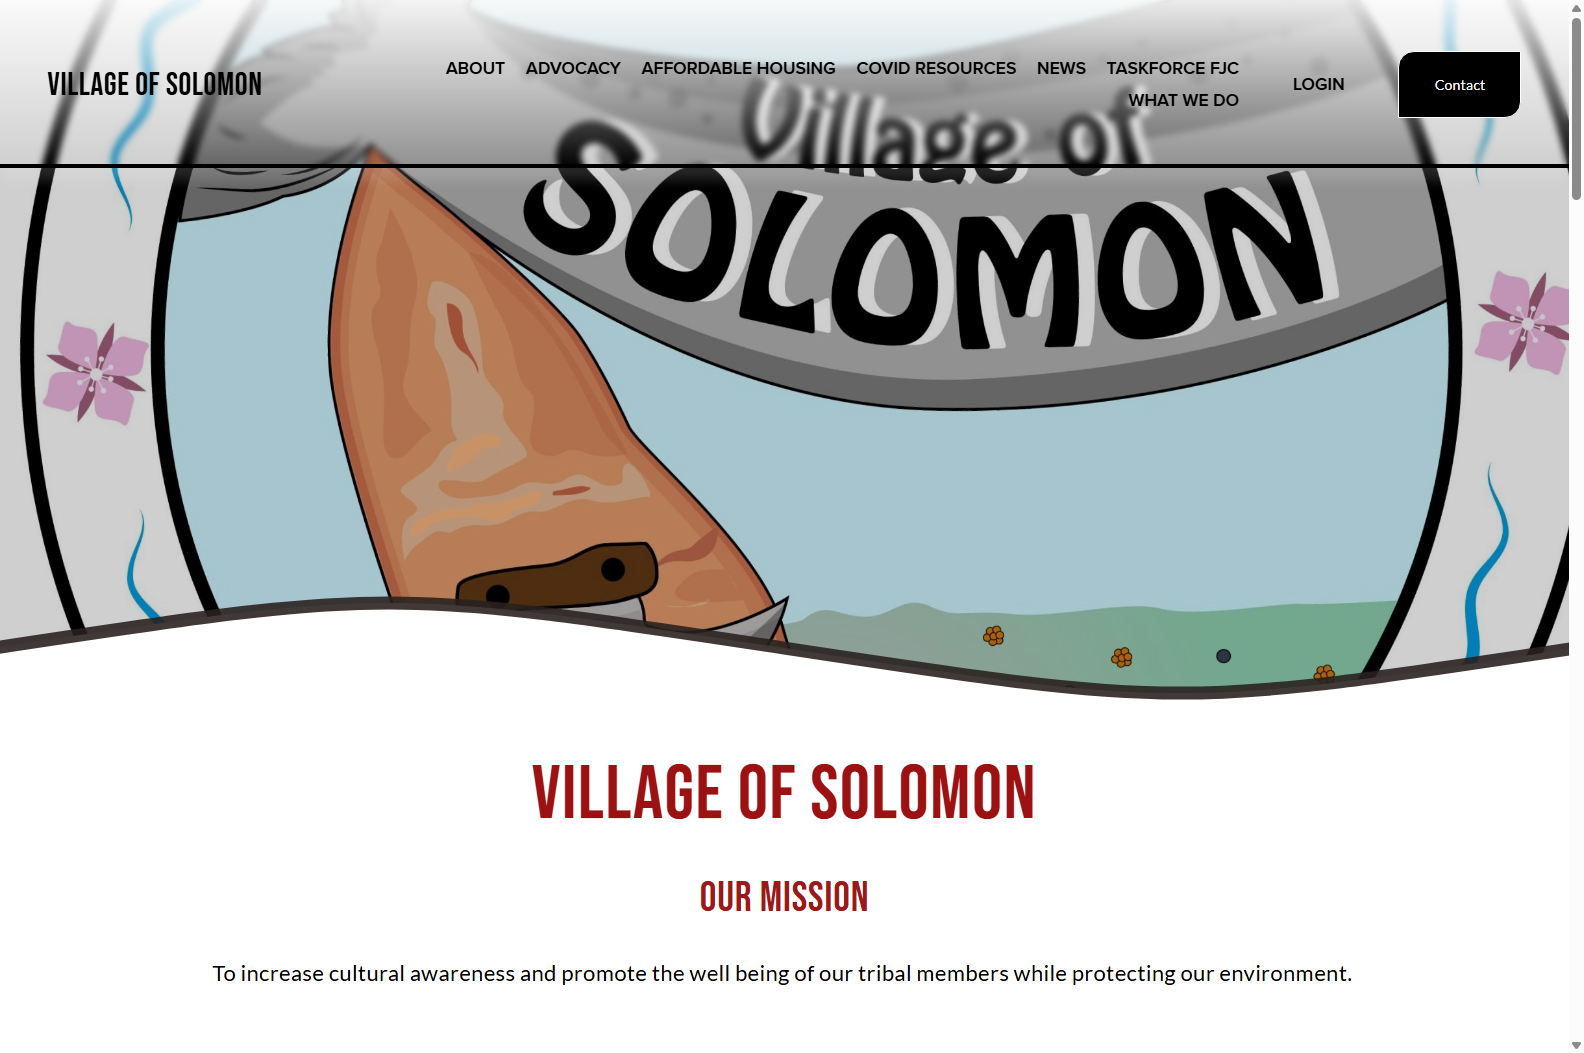 VILLAGE OF SOLOMON
ABOUT ADVOCACY AFFORDABLE HOUSING COVID RESOURCES NEWS TASKFORCE FJC
WHAT WE DO
LOGIN
Contact
Village of
SOLOMON
VILLAGE OF SOLOMON
OUR MISSION
To increase cultural awareness and promote the well being of our tribal members while protecting our environment.